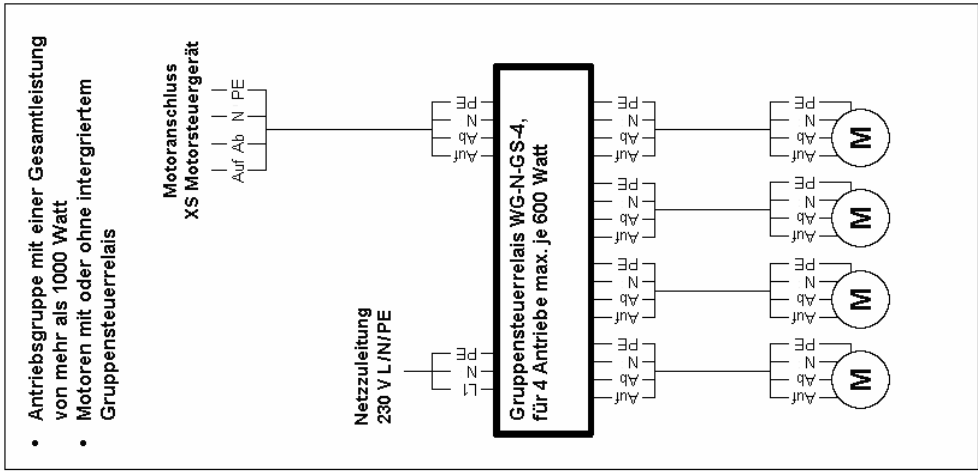 • Antriebsgruppe mit einer Gesamtleistung
von mehr als 1000 Watt
• Motoren mit oder ohne intergriertem
Gruppensteuerrelais
Motoranschluss
XS Motorsteuergerät
Auf Ab N PE
Netzzuleitung
230 V L/N/PE
L1 N PE
Auf Ab N PE
Gruppensteuerrelais WG-N-GS-4,
für 4 Antriebe max. je 600 Watt
Auf Ab N PE
Auf Ab N PE
Auf Ab N PE
Auf Ab N PE
Auf Ab N PE
Auf Ab N PE
Auf Ab N PE
Auf Ab N PE
M
M
M
M